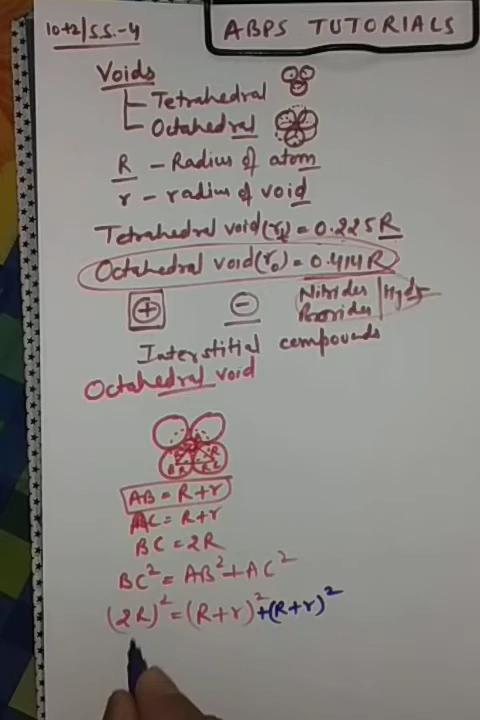 10+2/S.S.-4
ABPS TUTORIALS
Voids
Tetrahedral
Octahedral
R - Radius of atom
r - radius of void
Tetrahedral void(rt) = 0.225R
Octahedral void(ro) = 0.414R
+ - Nitrides
Interstitial compounds
Octahedral void
AB = R+r
AC = R+r
BC = 2R
BC² = AB² + AC²
(2R)² = (R+r)² + (R+r)²